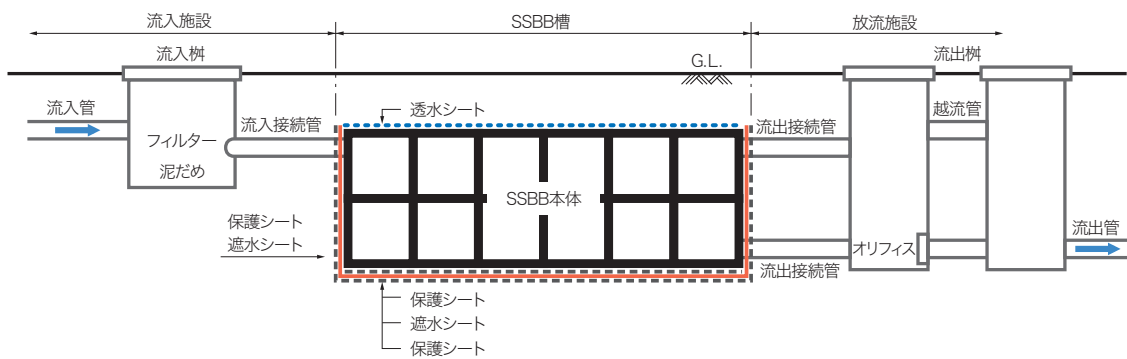 流入施設
SSBB槽
放流施設
流入桝
G.L.
流出桝
流入管
透水シート
流入接続管
流出接続管
越流管
フィルター
泥だめ
SSBB本体
保護シート
遮水シート
流出管
オリフィス
流出接続管
保護シート
遮水シート
保護シート